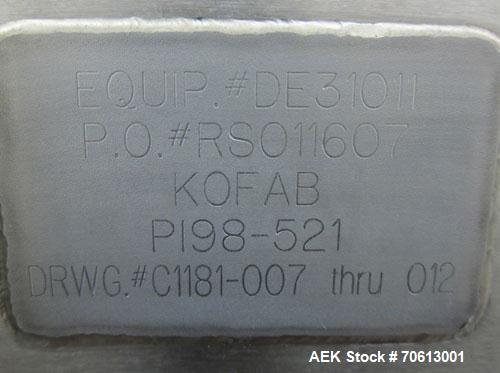 EQUIP.#DE31011
P.O.#RS011607
KOFAB
PI98-521
DRWG.#C1181-007 thru 012
AEK Stock # 70613001